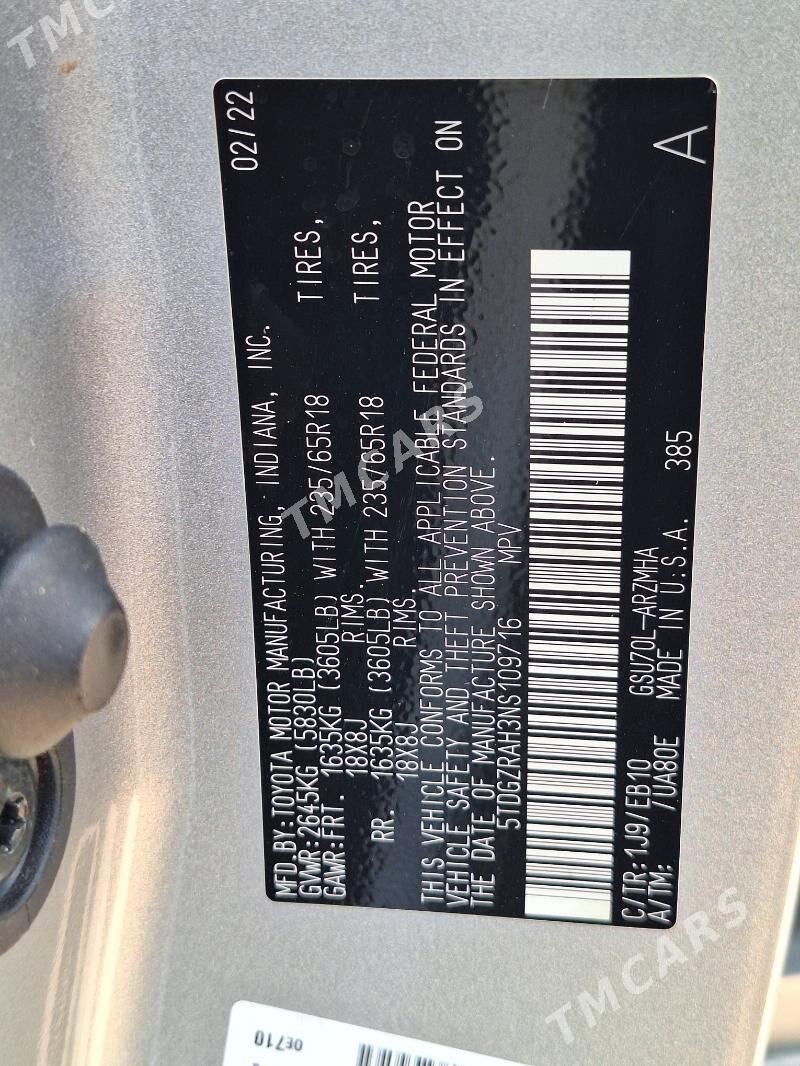 MFD.BY:TOYOTA MOTOR MANUFACTURING, INDIANA, INC. 02/22
GVWR:2645KG (5830LB)
GAWR:FRT. 1635KG (3605LB) WITH 235/65R18 TIRES,
18X8J RIMS.
RR. 1635KG (3605LB) WITH 235/65R18 TIRES,
18X8J RIMS.
THIS VEHICLE CONFORMS TO ALL APPLICABLE FEDERAL MOTOR
VEHICLE SAFETY AND THEFT PREVENTION STANDARDS IN EFFECT ON
THE DATE OF MANUFACTURE SHOWN ABOVE.
5TDGZRAH3NS109716 MPV
C/TR:1J9/EB10 GSU70L-ARZMHA A
A/TM: /UA80E MADE IN U.S.A. 385
0E710
TMCARS
TMCARS
TMCARS
TMCARS